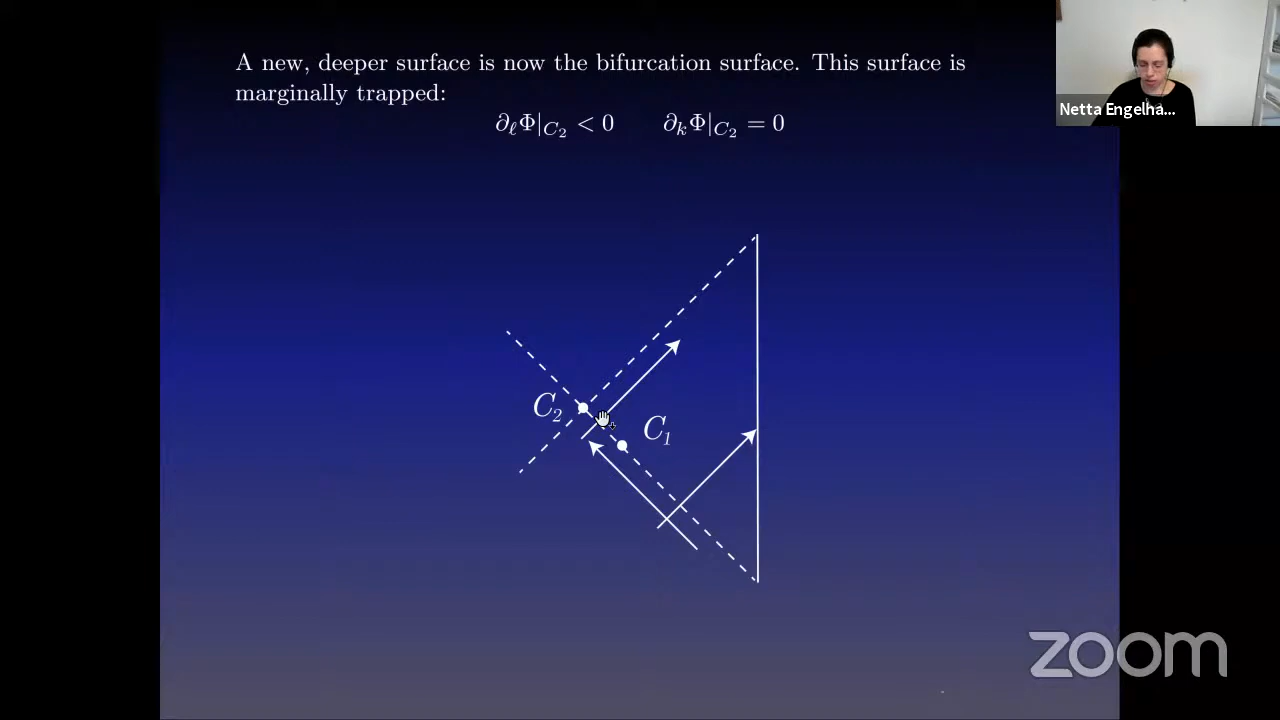 A new, deeper surface is now the bifurcation surface. This surface is
marginally trapped:
∂ℓΦ|C₂ < 0 ∂ₖΦ|C₂ = 0
Netta Engelha...
C₂
C₁
zoom